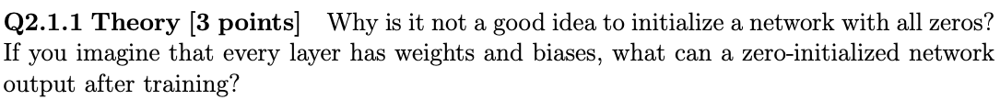 Q2.1.1 Theory [3 points] Why is it not a good idea to initialize a network with all zeros?
If you imagine that every layer has weights and biases, what can a zero-initialized network
output after training?